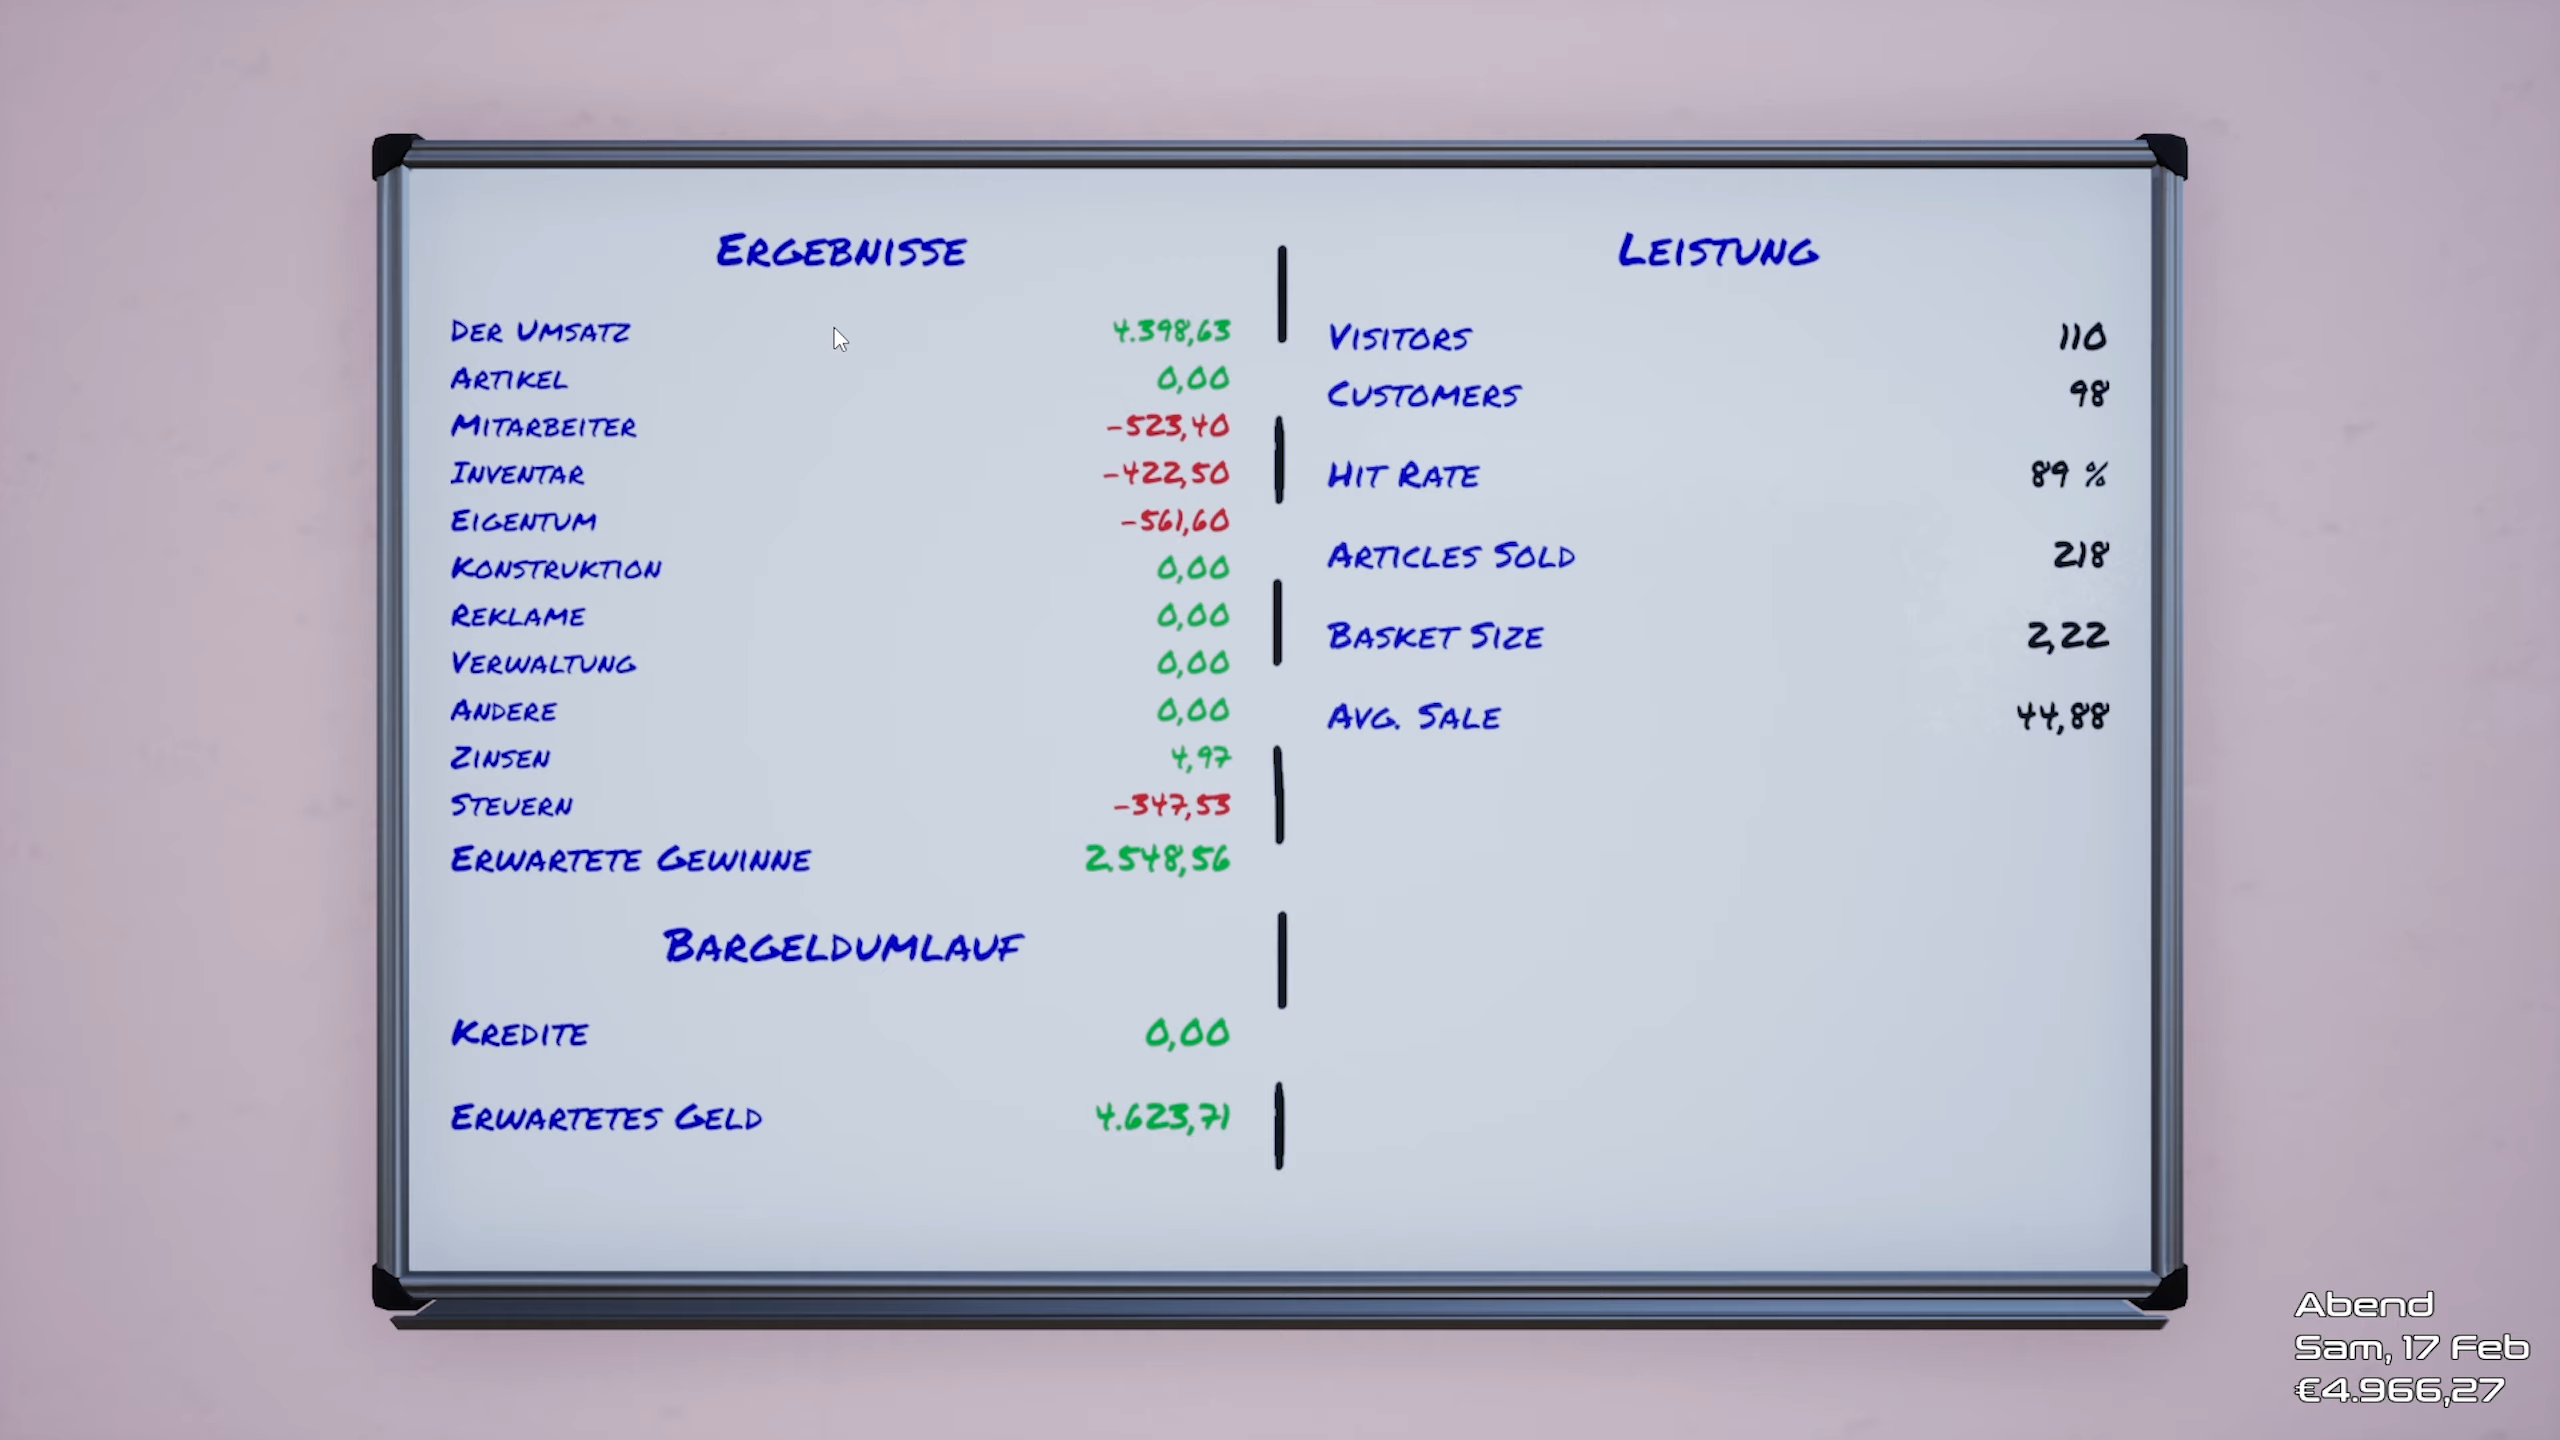 Ergebnisse
Der Umsatz 4.398,63
Artikel 0,00
Mitarbeiter -523,40
Inventar -422,50
Eigentum -561,60
Konstruktion 0,00
Reklame 0,00
Verwaltung 0,00
Andere 0,00
Zinsen 4,97
Steuern -347,53
Erwartete Gewinne 2.548,56
Bargeldumlauf
Kredite 0,00
Erwartetes Geld 4.623,71
Leistung
Visitors 110
Customers 98
Hit Rate 89 %
Articles Sold 218
Basket Size 2,22
Avg. Sale 44,88
Abend
Sam, 17 Feb
€4.966,27